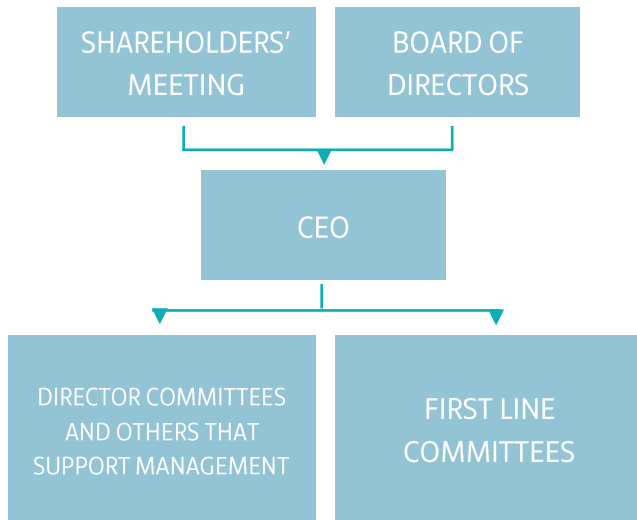 SHAREHOLDERS’
MEETING
BOARD OF
DIRECTORS
CEO
DIRECTOR COMMITTEES
AND OTHERS THAT
SUPPORT MANAGEMENT
FIRST LINE
COMMITTEES